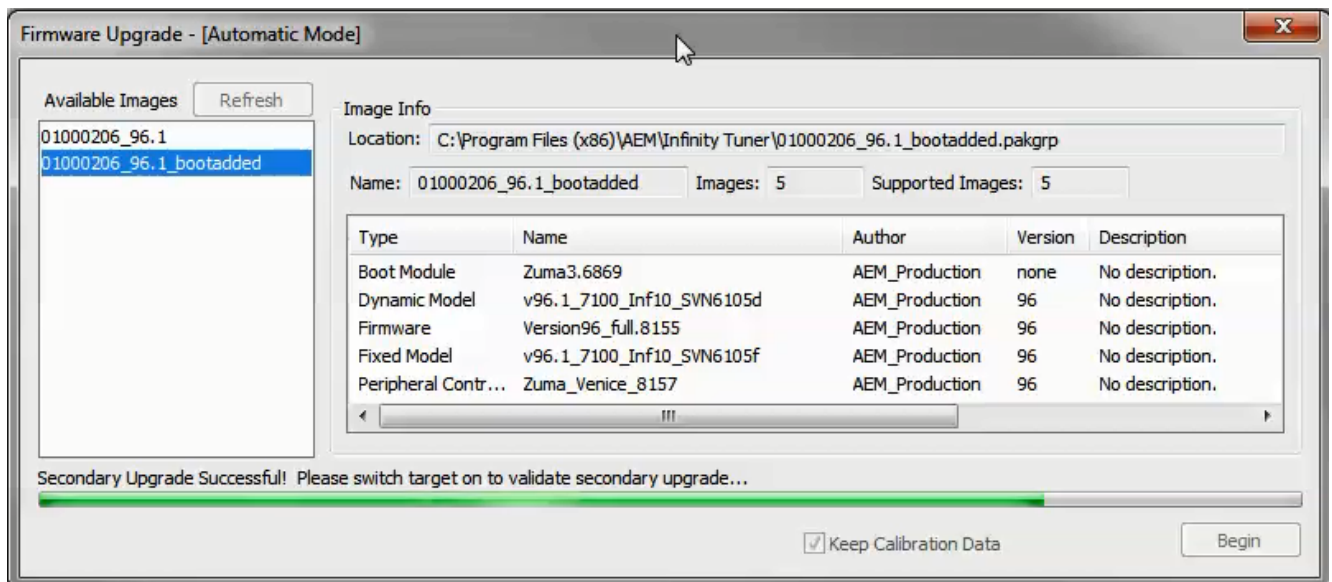 Firmware Upgrade - [Automatic Mode]
Available Images Refresh
01000206_96.1
01000206_96.1_bootadded
Image Info
Location: C:\Program Files (x86)\AEM\Infinity Tuner\01000206_96.1_bootadded.pakgrp
Name: 01000206_96.1_bootadded Images: 5 Supported Images: 5
Type Name Author Version Description
Boot Module Zuma3.6869 AEM_Production none No description.
Dynamic Model v96.1_7100_Inf10_SVN6105d AEM_Production 96 No description.
Firmware Version96_full.8155 AEM_Production 96 No description.
Fixed Model v96.1_7100_Inf10_SVN6105f AEM_Production 96 No description.
Peripheral Contr... Zuma_Venice_8157 AEM_Production 96 No description.
Secondary Upgrade Successful! Please switch target on to validate secondary upgrade...
Keep Calibration Data Begin